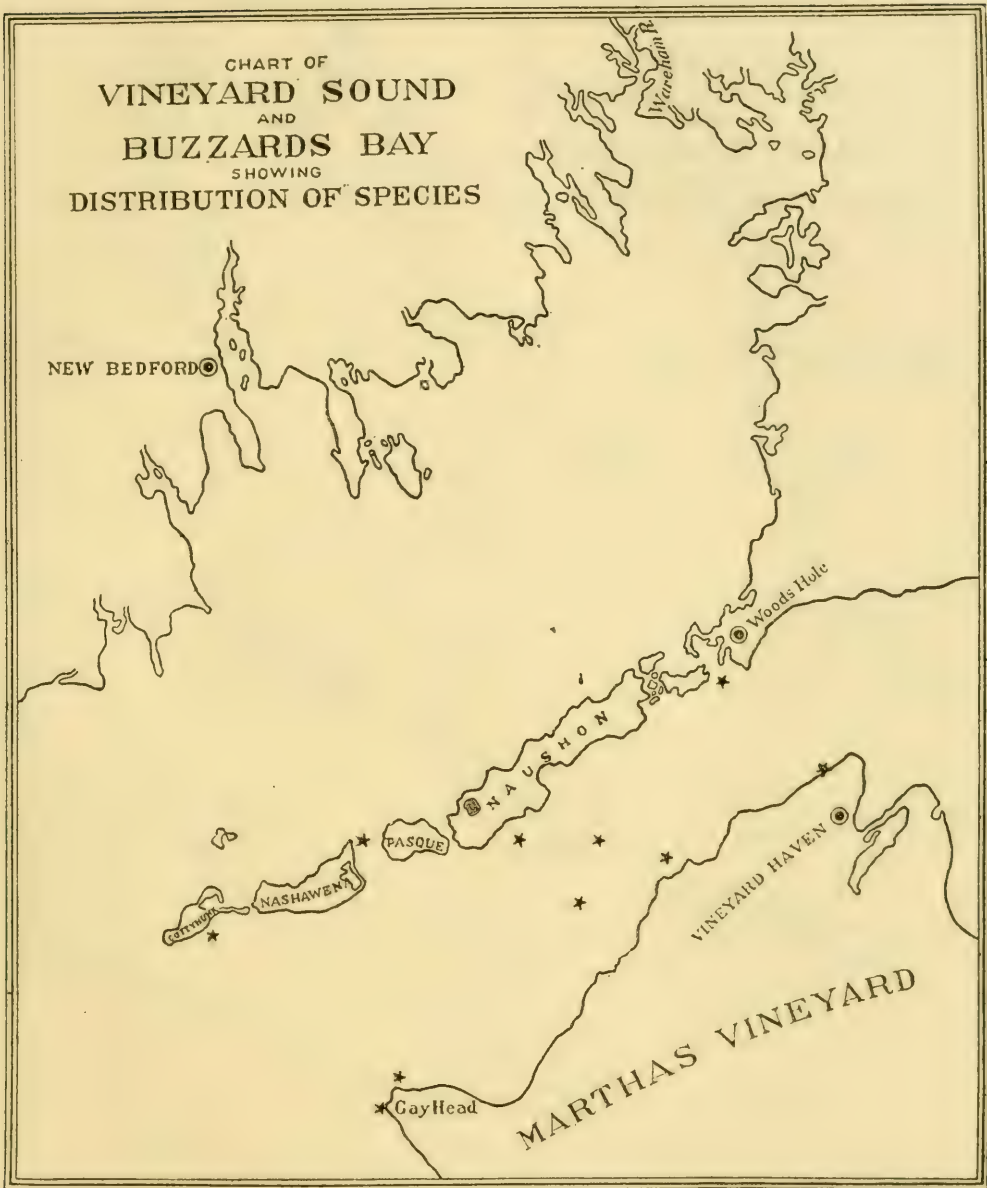 CHART OF
VINEYARD SOUND
AND
BUZZARDS BAY
SHOWING
DISTRIBUTION OF SPECIES
Wareham R.
NEW BEDFORD
Woods Hole
NAUSHON
PASQUE
NASHAWENA
CUTTYHUNK
VINEYARD HAVEN
MARTHAS VINEYARD
Gay Head